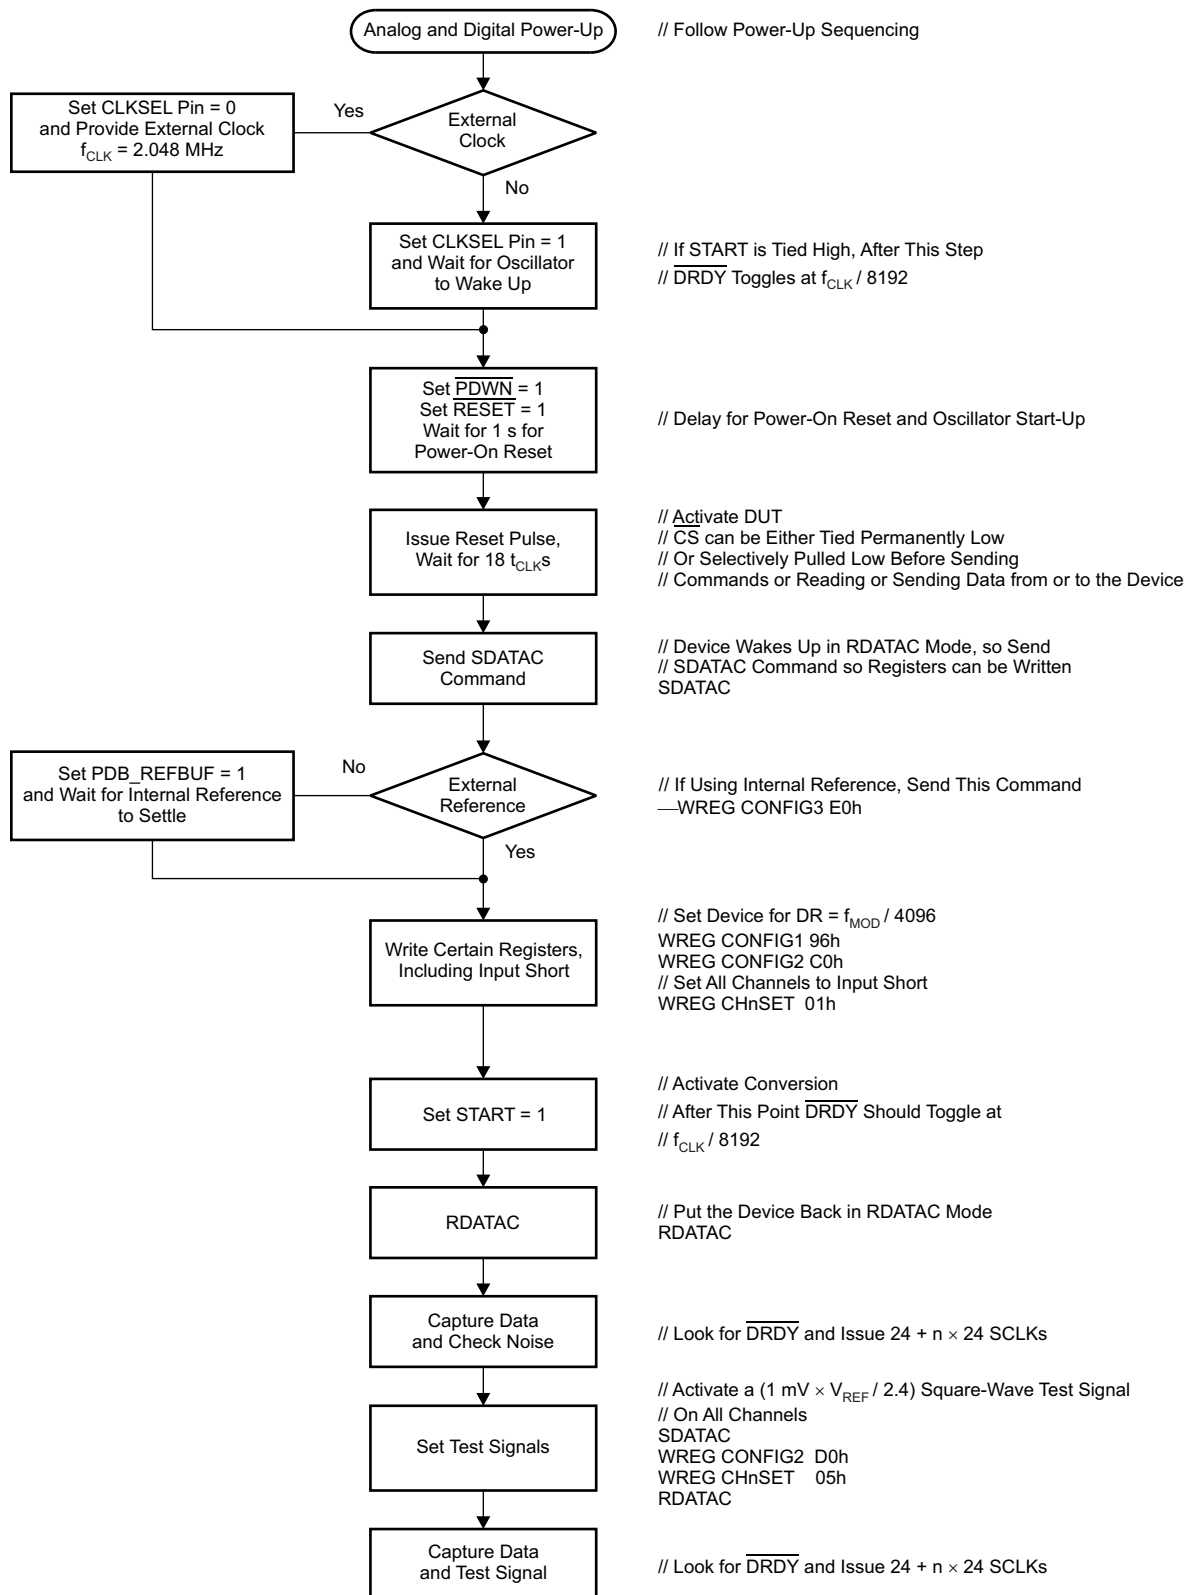 Analog and Digital Power-Up
// Follow Power-Up Sequencing
Set CLKSEL Pin = 0
and Provide External Clock
f_CLK = 2.048 MHz
Yes
External
Clock
No
Set CLKSEL Pin = 1
and Wait for Oscillator
to Wake Up
// If START is Tied High, After This Step
// D̅R̅D̅Y̅ Toggles at f_CLK / 8192
Set P̅D̅W̅N̅ = 1
Set R̅E̅S̅E̅T̅ = 1
Wait for 1 s for
Power-On Reset
// Delay for Power-On Reset and Oscillator Start-Up
Issue Reset Pulse,
Wait for 18 t_CLKs
// Activate DUT
// C̅S̅ can be Either Tied Permanently Low
// Or Selectively Pulled Low Before Sending
// Commands or Reading or Sending Data from or to the Device
Send SDATAC
Command
// Device Wakes Up in RDATAC Mode, so Send
// SDATAC Command so Registers can be Written
SDATAC
Set PDB_REFBUF = 1
and Wait for Internal Reference
to Settle
No
External
Reference
Yes
// If Using Internal Reference, Send This Command
—WREG CONFIG3 E0h
Write Certain Registers,
Including Input Short
// Set Device for DR = f_MOD / 4096
WREG CONFIG1 96h
WREG CONFIG2 C0h
// Set All Channels to Input Short
WREG CHnSET 01h
Set START = 1
// Activate Conversion
// After This Point D̅R̅D̅Y̅ Should Toggle at
// f_CLK / 8192
RDATAC
// Put the Device Back in RDATAC Mode
RDATAC
Capture Data
and Check Noise
// Look for D̅R̅D̅Y̅ and Issue 24 + n × 24 SCLKs
Set Test Signals
// Activate a (1 mV × V_REF / 2.4) Square-Wave Test Signal
// On All Channels
SDATAC
WREG CONFIG2 D0h
WREG CHnSET 05h
RDATAC
Capture Data
and Test Signal
// Look for D̅R̅D̅Y̅ and Issue 24 + n × 24 SCLKs